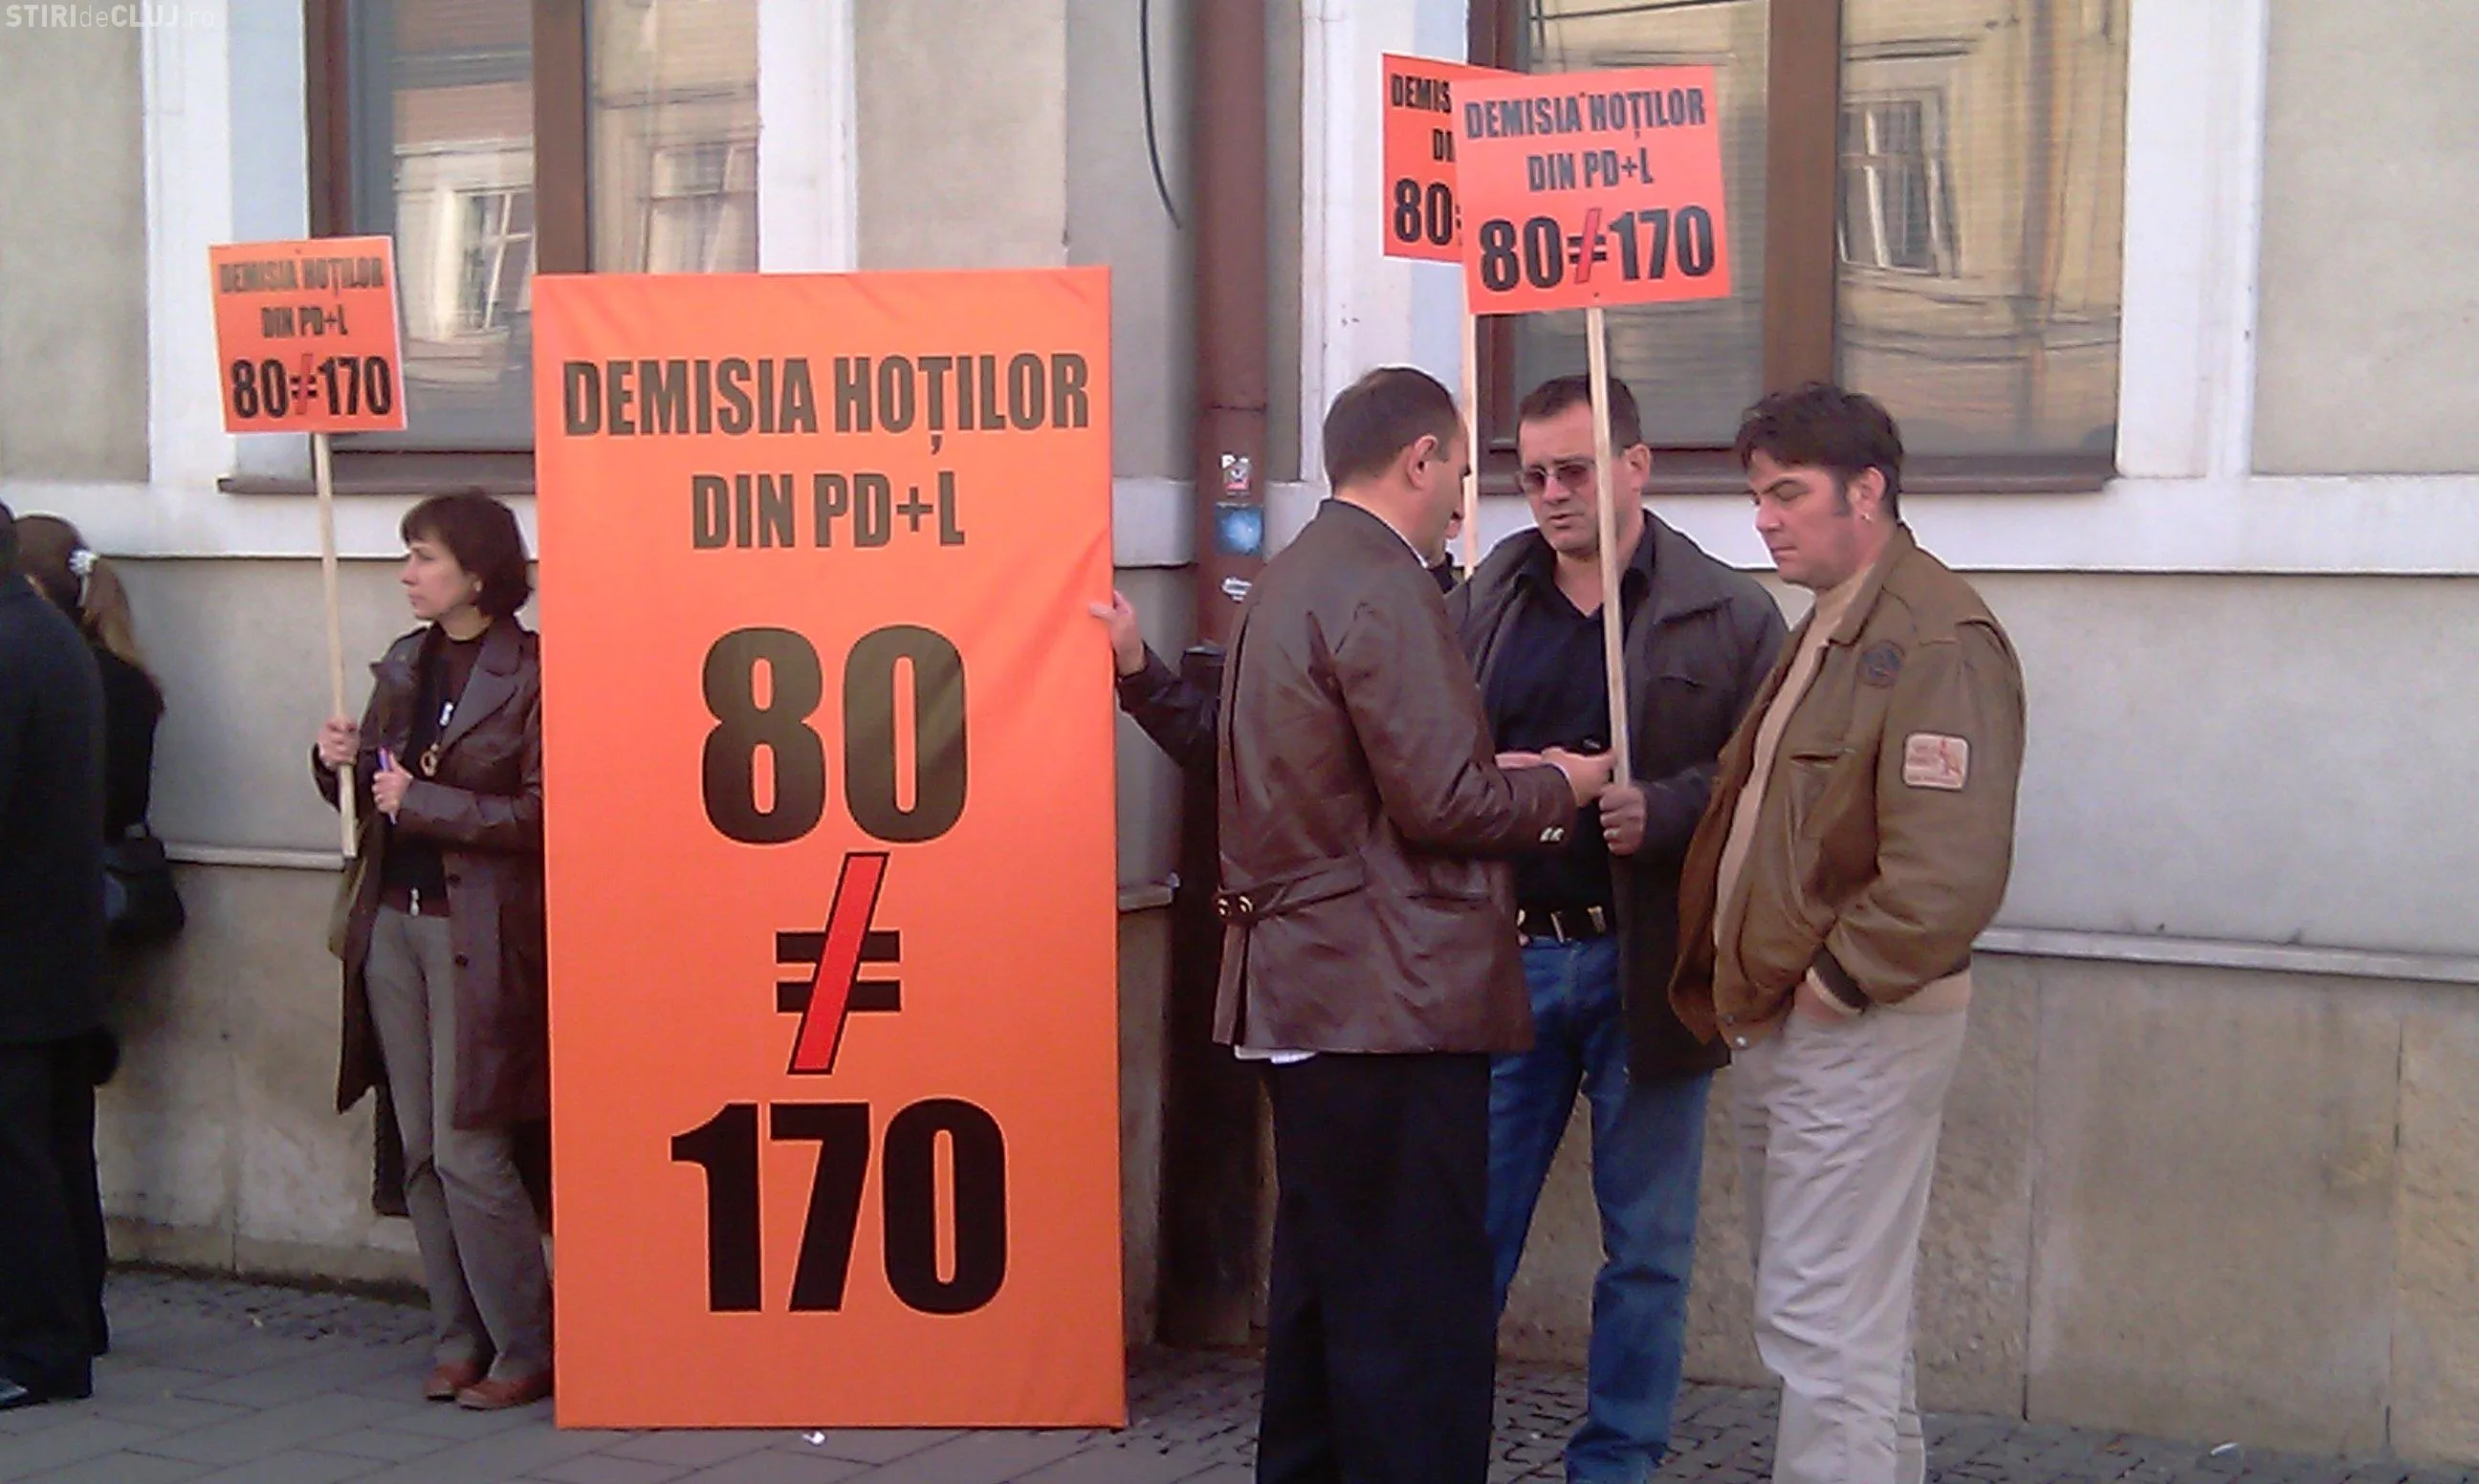 STIRIdeCLUJ.ro
DEMISIA HOȚILOR
DIN PD+L
80≠170
DEMISIA HOȚILOR
DIN PD+L
80
≠
170
DEMISIA HOȚILOR
DIN PD+L
80≠170
80